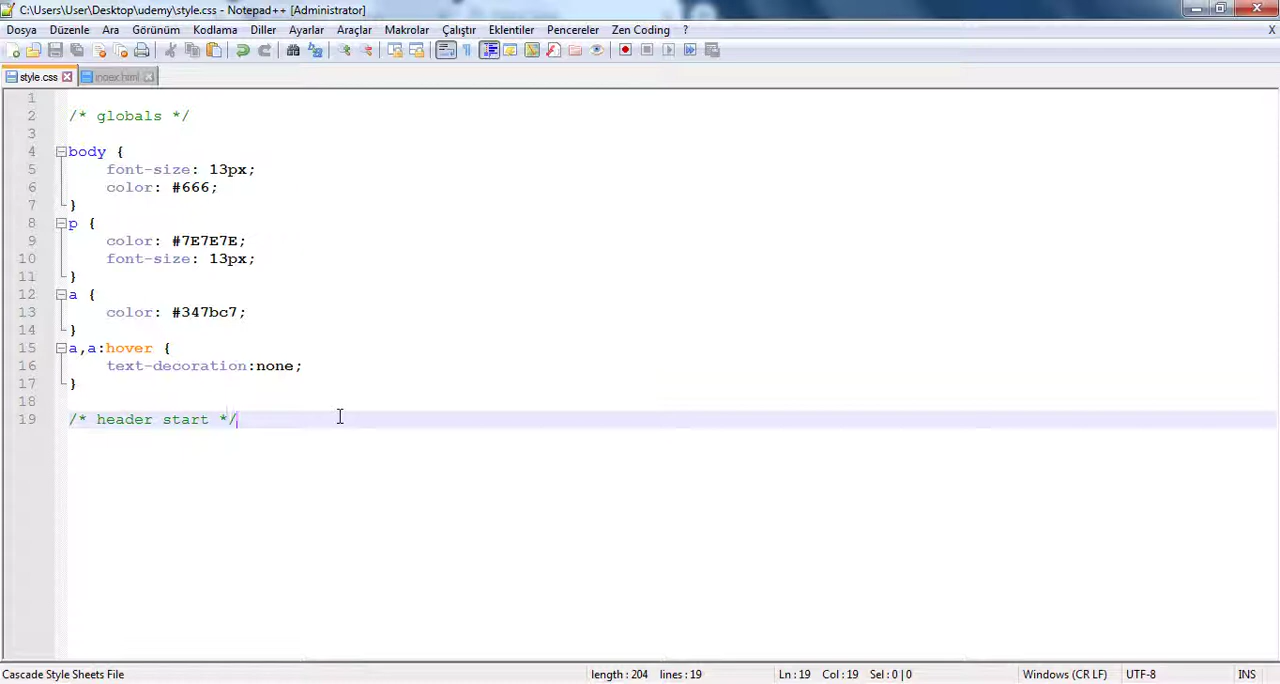 C:\Users\User\Desktop\udemy\style.css - Notepad++ [Administrator]
Dosya Düzenle Ara Görünüm Kodlama Diller Ayarlar Araçlar Makrolar Çalıştır Eklentiler Pencereler Zen Coding ? X
style.css index.html
1
2 /* globals */
3
4 body {
5 font-size: 13px;
6 color: #666;
7 }
8 p {
9 color: #7E7E7E;
10 font-size: 13px;
11 }
12 a {
13 color: #347bc7;
14 }
15 a,a:hover {
16 text-decoration:none;
17 }
18
19 /* header start */
Cascade Style Sheets File length : 204 lines : 19 Ln : 19 Col : 19 Sel : 0 | 0 Windows (CR LF) UTF-8 INS